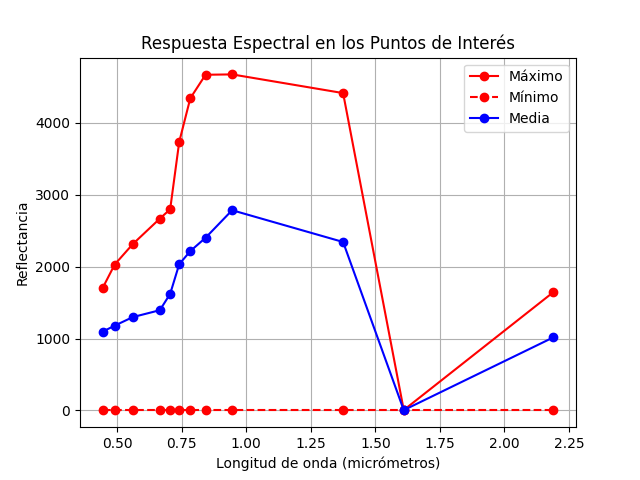 Respuesta Espectral en los Puntos de Interés
Máximo
Mínimo
Media
Reflectancia
4000
3000
2000
1000
0
0.50 0.75 1.00 1.25 1.50 1.75 2.00 2.25
Longitud de onda (micrómetros)